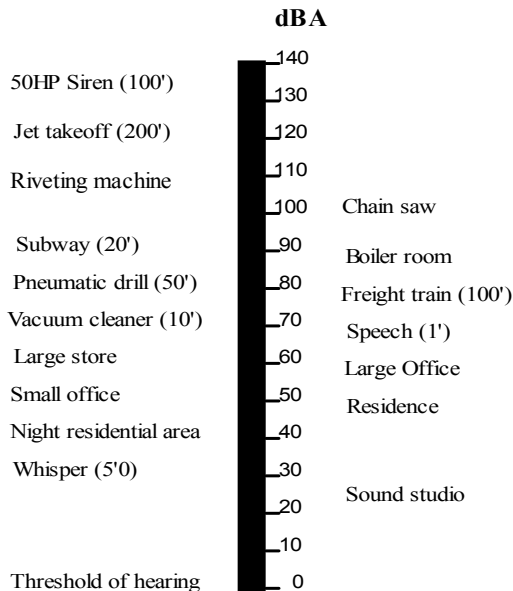 dBA
140
50HP Siren (100')
130
Jet takeoff (200')
120
110
Riveting machine
100
Chain saw
Subway (20')
90
Boiler room
Pneumatic drill (50')
80
Freight train (100')
Vacuum cleaner (10')
70
Speech (1')
Large store
60
Large Office
Small office
50
Residence
Night residential area
40
Whisper (5'0)
30
Sound studio
20
10
Threshold of hearing
0